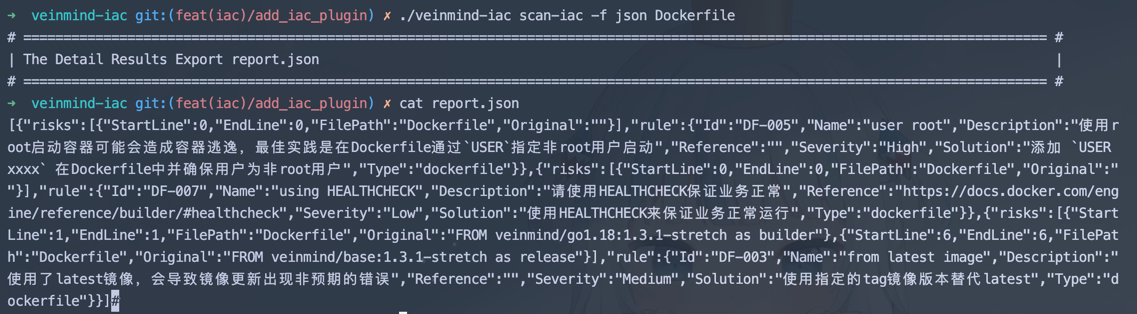 ➜ veinmind-iac git:(feat(iac)/add_iac_plugin) ✗ ./veinmind-iac scan-iac -f json Dockerfile
# ================================================================================================================================ #
| The Detail Results Export report.json |
# ================================================================================================================================ #
➜ veinmind-iac git:(feat(iac)/add_iac_plugin) ✗ cat report.json
[{"risks":[{"StartLine":0,"EndLine":0,"FilePath":"Dockerfile","Original":""}],"rule":{"Id":"DF-005","Name":"user root","Description":"使用r
oot启动容器可能会造成容器逃逸，最佳实践是在Dockerfile通过`USER`指定非root用户启动","Reference":"","Severity":"High","Solution":"添加 `USER
xxxx` 在Dockerfile中并确保用户为非root用户","Type":"dockerfile"}},{"risks":[{"StartLine":0,"EndLine":0,"FilePath":"Dockerfile","Original":"
"}],"rule":{"Id":"DF-007","Name":"using HEALTHCHECK","Description":"请使用HEALTHCHECK保证业务正常","Reference":"https://docs.docker.com/eng
ine/reference/builder/#healthcheck","Severity":"Low","Solution":"使用HEALTHCHECK来保证业务正常运行","Type":"dockerfile"}},{"risks":[{"Start
Line":1,"EndLine":1,"FilePath":"Dockerfile","Original":"FROM veinmind/go1.18:1.3.1-stretch as builder"},{"StartLine":6,"EndLine":6,"FilePat
h":"Dockerfile","Original":"FROM veinmind/base:1.3.1-stretch as release"}],"rule":{"Id":"DF-003","Name":"from latest image","Description":"
使用了latest镜像，会导致镜像更新出现非预期的错误","Reference":"","Severity":"Medium","Solution":"使用指定的tag镜像版本替代latest","Type":"d
ockerfile"}}]#